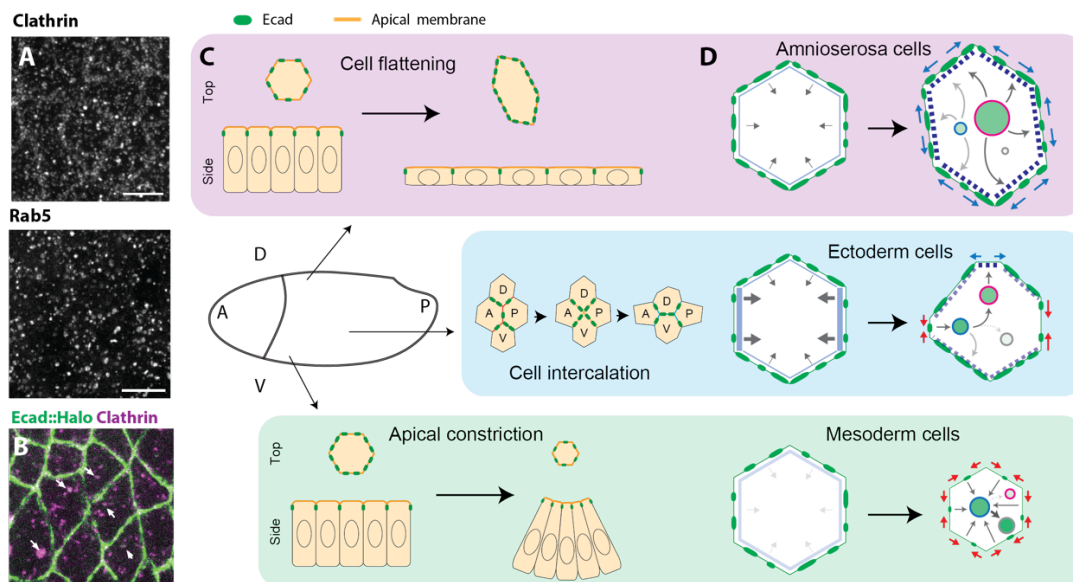 Clathrin
A
Rab5
Ecad::Halo Clathrin
B
Ecad
Apical membrane
C
Cell flattening
Top
Side
D
Amnioserosa cells
D
A
P
V
Ectoderm cells
D
A
P
V
D
A
P
V
D
A
P
V
Cell intercalation
Apical constriction
Top
Side
Mesoderm cells